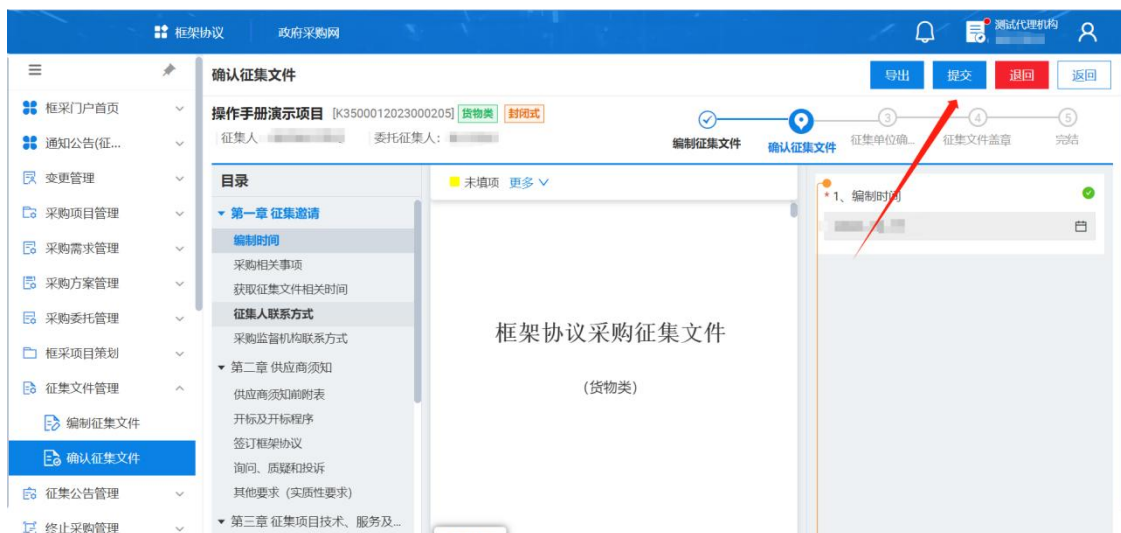 框架协议 政府采购网 测试代理机构
确认征集文件 导出 提交 退回 返回
框采门户首页
通知公告(征...
变更管理
采购项目管理
采购需求管理
采购方案管理
采购委托管理
框采项目策划
征集文件管理
编制征集文件
确认征集文件
征集公告管理
终止采购管理
操作手册演示项目 [K3500012023000205] 货物类 封闭式
征集人 委托征集人：
编制征集文件
确认征集文件
3 征集单位确...
4 征集文件盖章
5 完结
目录
第一章 征集邀请
编制时间
采购相关事项
获取征集文件相关时间
征集人联系方式
采购监督机构联系方式
第二章 供应商须知
供应商须知前附表
开标及开标程序
签订框架协议
询问、质疑和投诉
其他要求（实质性要求）
第三章 征集项目技术、服务及...
未填项 更多
框架协议采购征集文件
（货物类）
* 1、编制时间